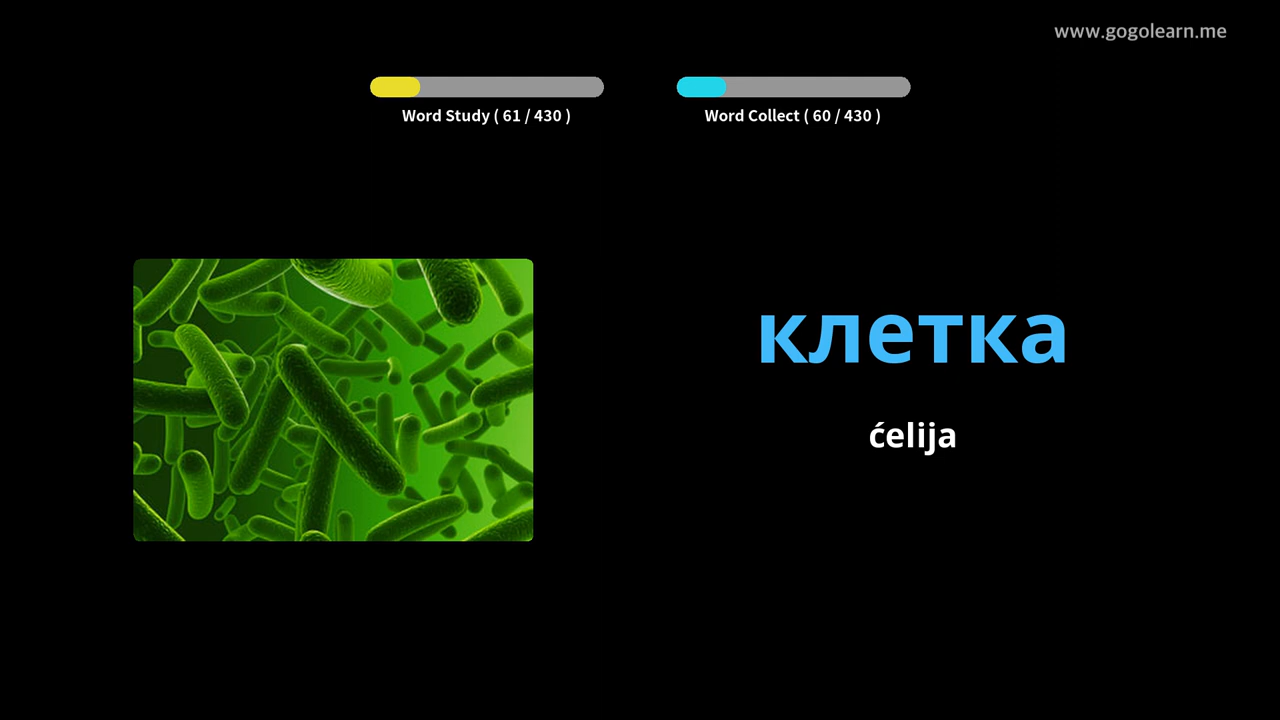 www.gogolearn.me
Word Study ( 61 / 430 )
Word Collect ( 60 / 430 )
клетка
ćelija